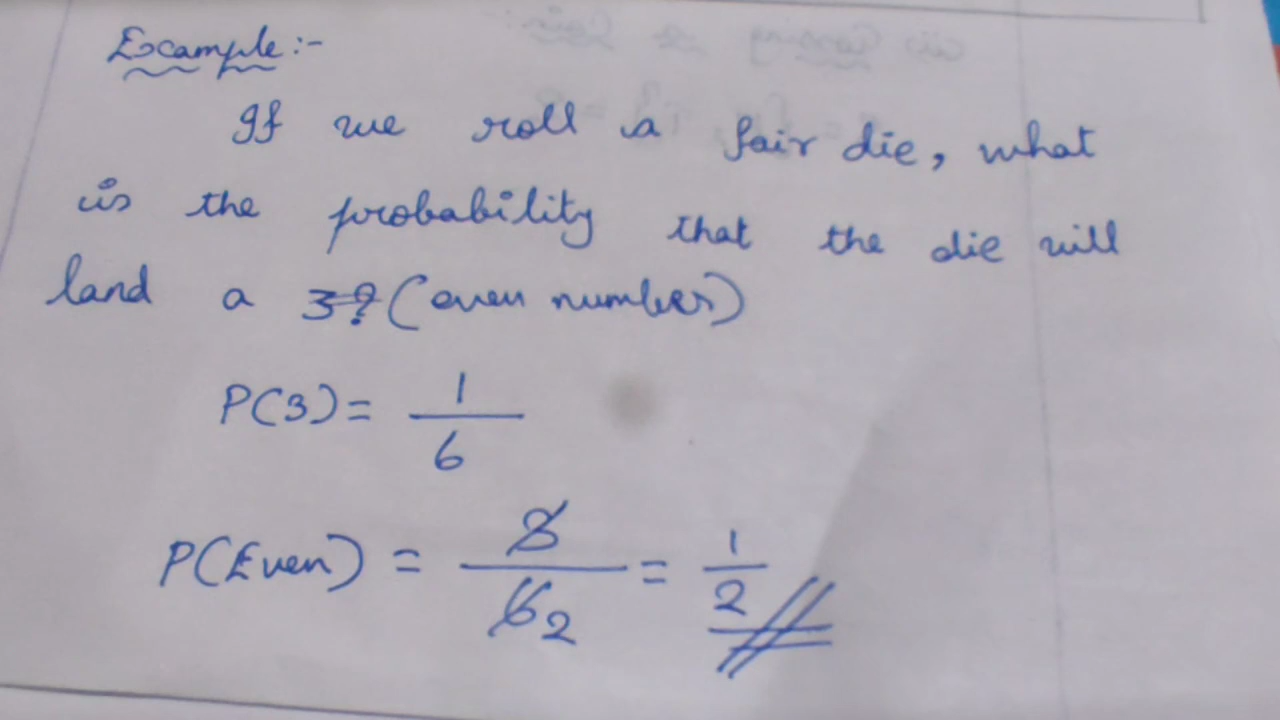 Example:-
If we roll a fair die, what
is the probability that the die will
land a 3? (even number)
P(3) = 1/6
P(Even) = 3/6 2 = 1/2